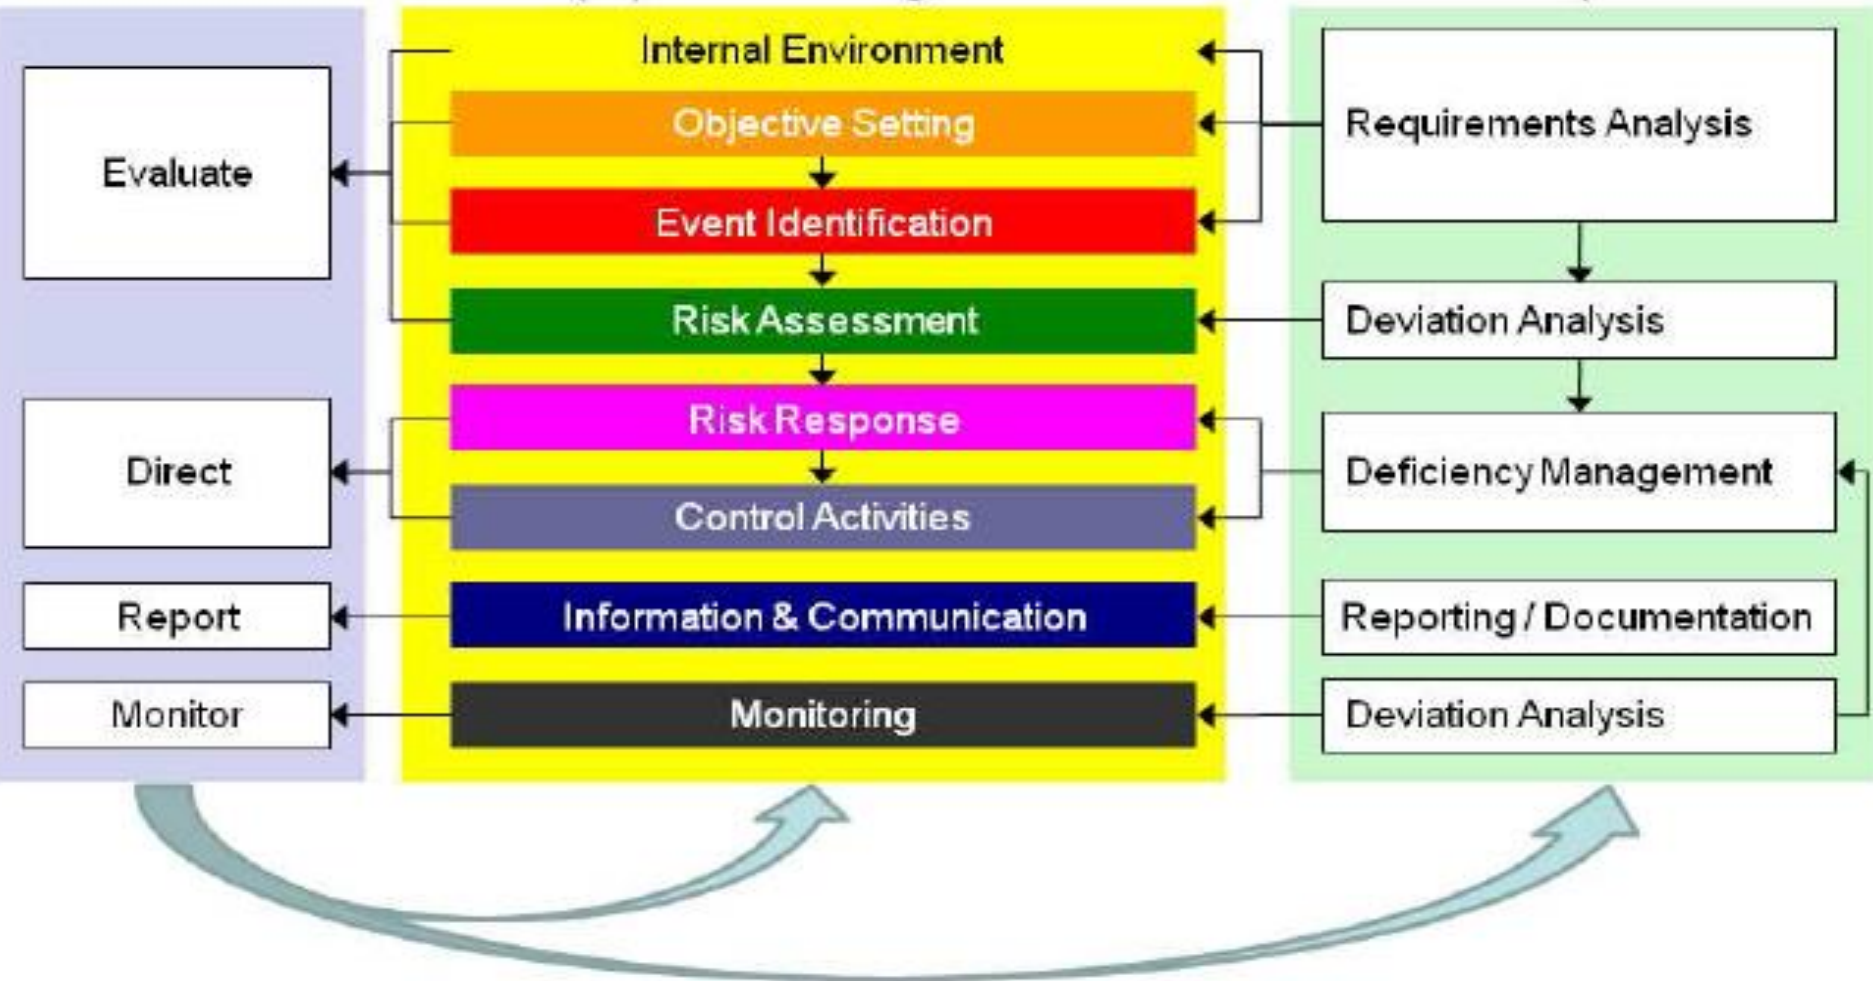 Internal Environment
Objective Setting
Event Identification
Risk Assessment
Risk Response
Control Activities
Information & Communication
Monitoring
Evaluate
Direct
Report
Monitor
Requirements Analysis
Deviation Analysis
Deficiency Management
Reporting / Documentation
Deviation Analysis